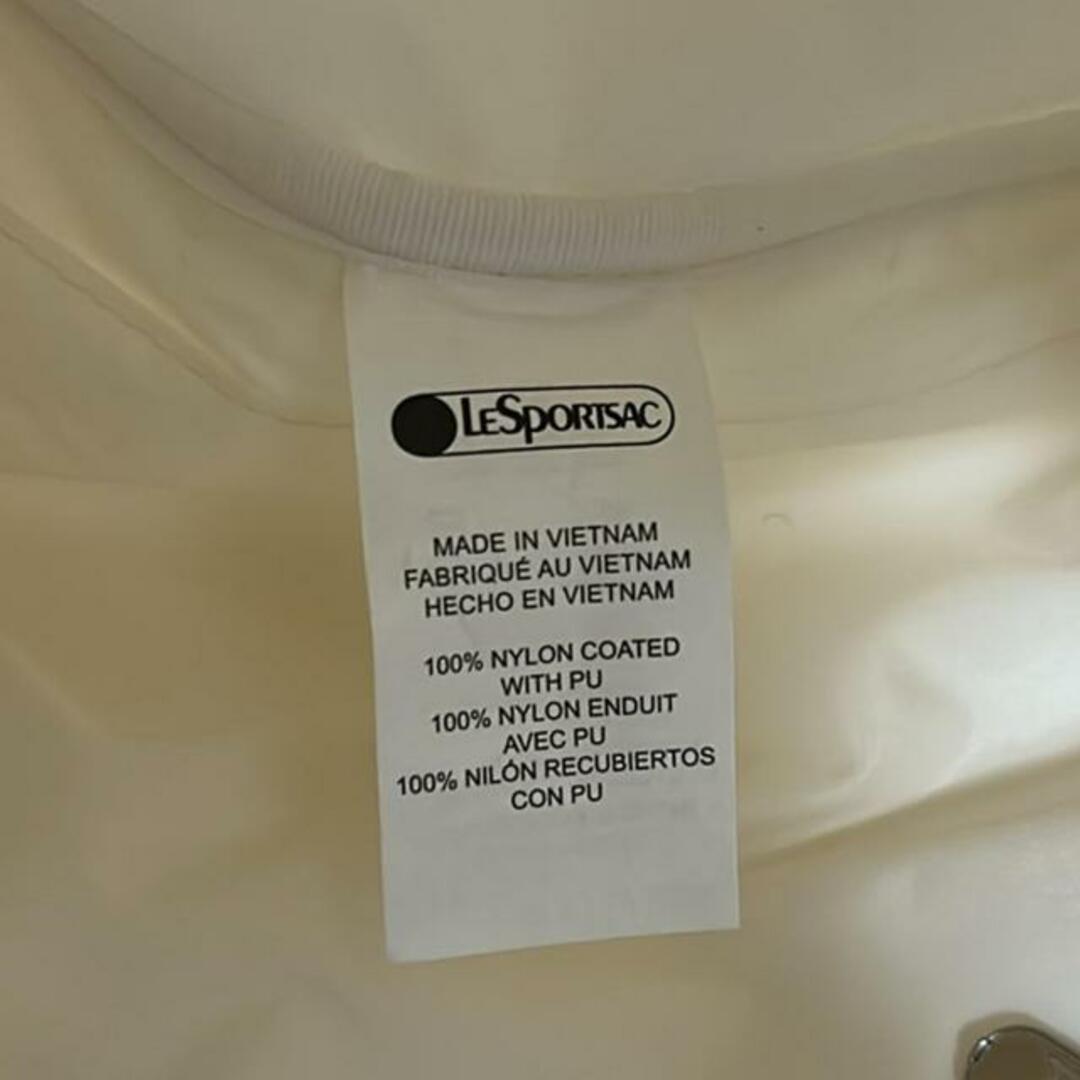 LESPORTSAC
MADE IN VIETNAM
FABRIQUÉ AU VIETNAM
HECHO EN VIETNAM
100% NYLON COATED
WITH PU
100% NYLON ENDUIT
AVEC PU
100% NILÓN RECUBIERTOS
CON PU